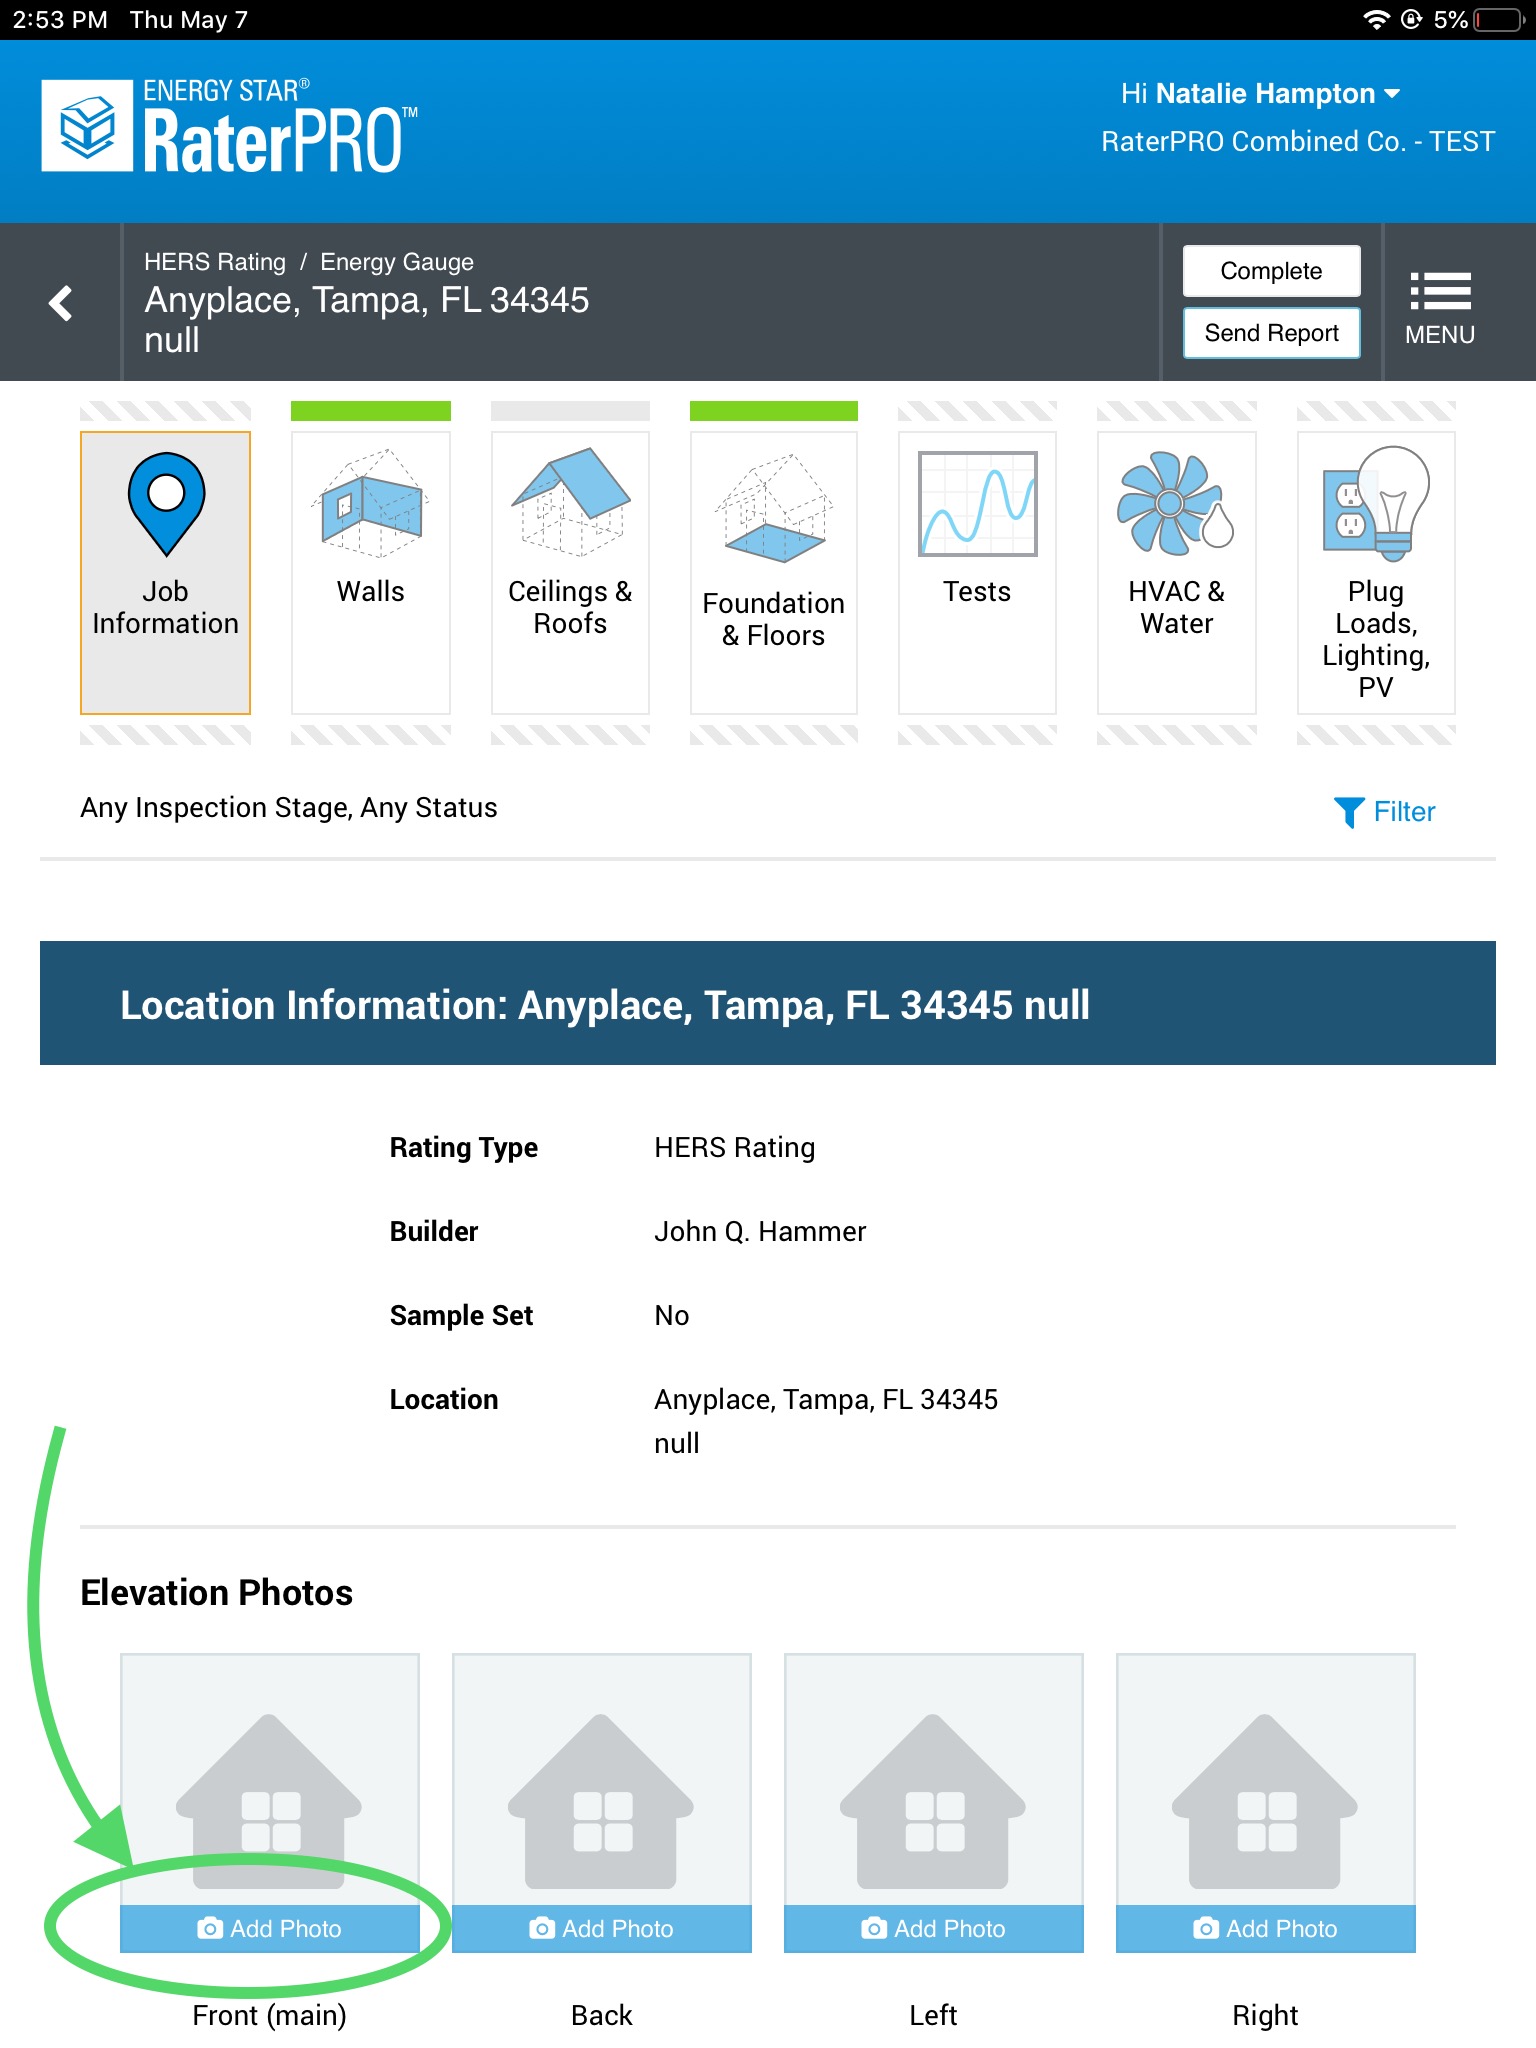 2:53 PM Thu May 7
5%
ENERGY STAR®
RaterPRO™
Hi Natalie Hampton
RaterPRO Combined Co. - TEST
HERS Rating / Energy Gauge
Anyplace, Tampa, FL 34345
null
Complete
Send Report
MENU
Job
Information
Walls
Ceilings &
Roofs
Foundation
& Floors
Tests
HVAC &
Water
Plug
Loads,
Lighting,
PV
Any Inspection Stage, Any Status
Filter
Location Information: Anyplace, Tampa, FL 34345 null
Rating Type HERS Rating
Builder John Q. Hammer
Sample Set No
Location Anyplace, Tampa, FL 34345
null
Elevation Photos
Add Photo Add Photo Add Photo Add Photo
Front (main) Back Left Right